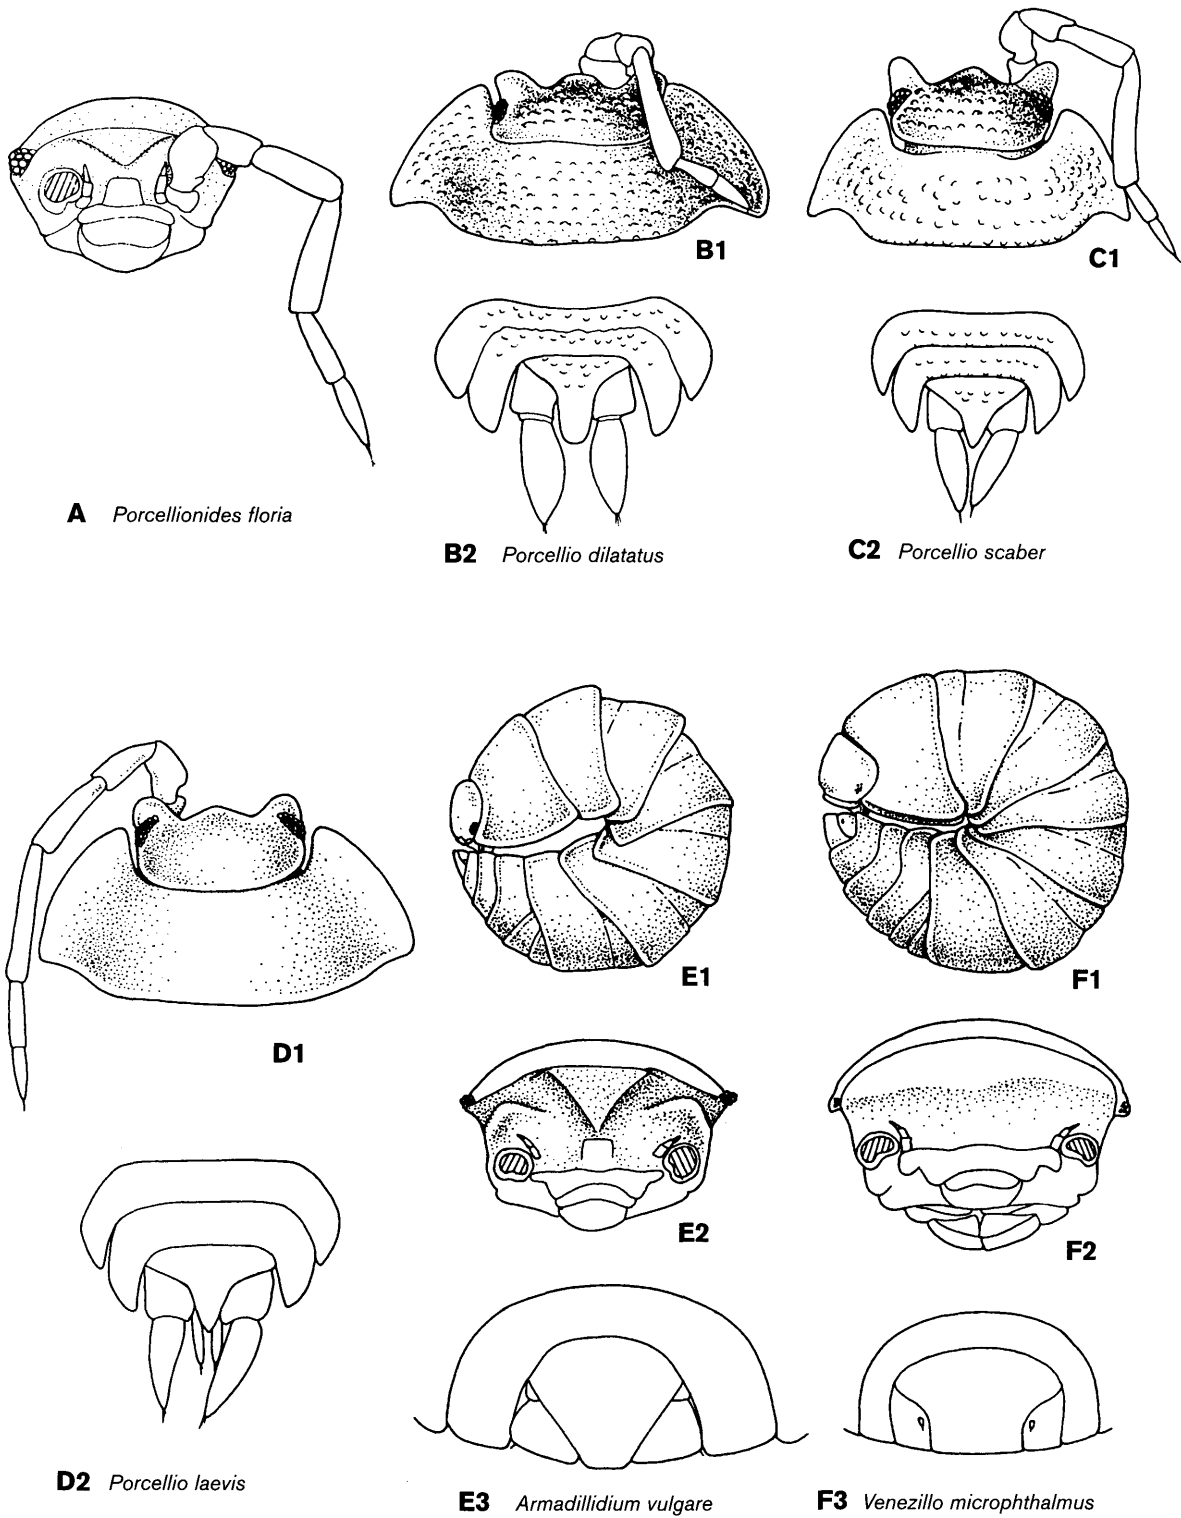 B1
C1
A Porcellionides floria
B2 Porcellio dilatatus
C2 Porcellio scaber
E1
F1
D1
E2
F2
D2 Porcellio laevis
E3 Armadillidium vulgare
F3 Venezillo microphthalmus